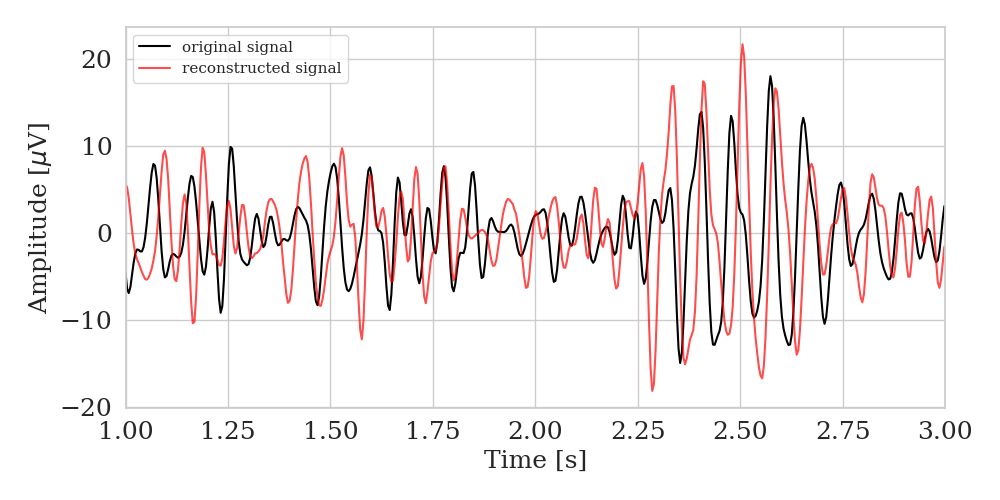 original signal
reconstructed signal
Amplitude [μV]
20
10
0
−10
−20
1.00 1.25 1.50 1.75 2.00 2.25 2.50 2.75 3.00
Time [s]